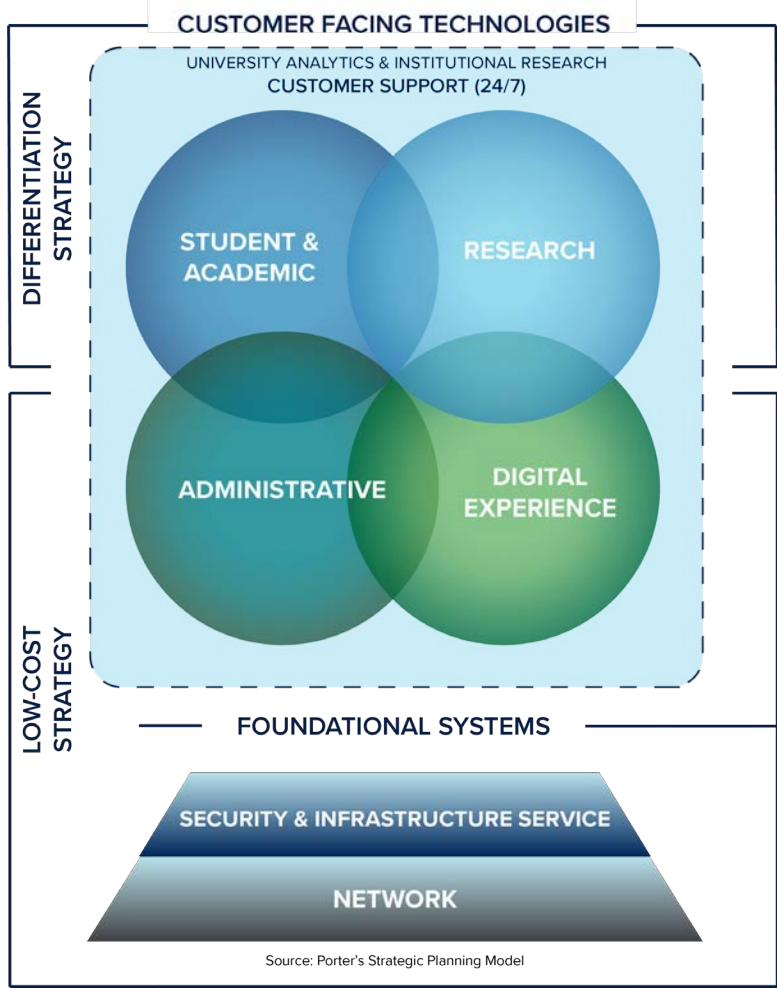 CUSTOMER FACING TECHNOLOGIES
UNIVERSITY ANALYTICS & INSTITUTIONAL RESEARCH
CUSTOMER SUPPORT (24/7)
DIFFERENTIATION
STRATEGY
STUDENT &
ACADEMIC
RESEARCH
ADMINISTRATIVE
DIGITAL
EXPERIENCE
LOW-COST
STRATEGY
FOUNDATIONAL SYSTEMS
SECURITY & INFRASTRUCTURE SERVICE
NETWORK
Source: Porter's Strategic Planning Model